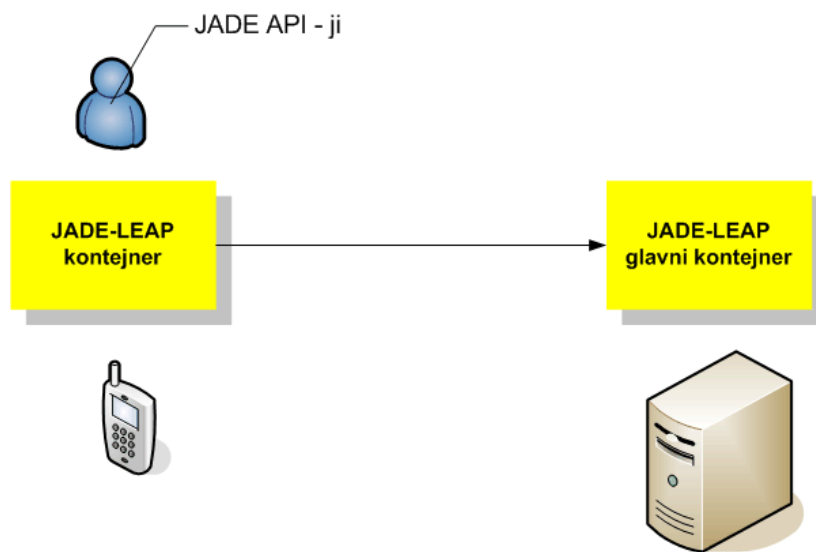 JADE API - ji
JADE-LEAP
kontejner
JADE-LEAP
glavni kontejner